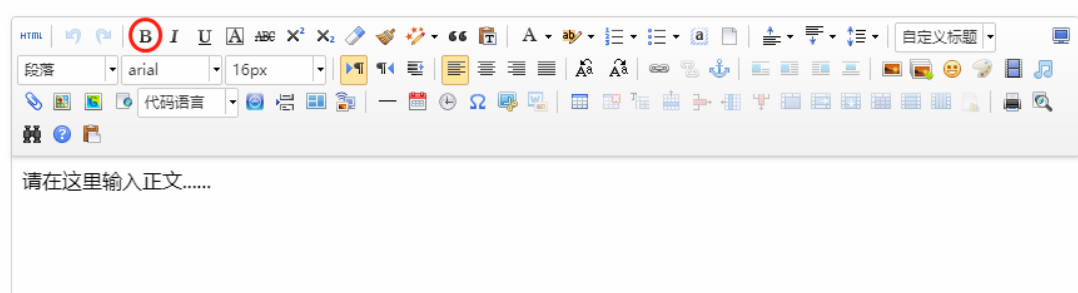 HTML B I U A ABC X² X₂ 66 T A ab a 自定义标题
段落 arial 16px
代码语言 Ω
请在这里输入正文......